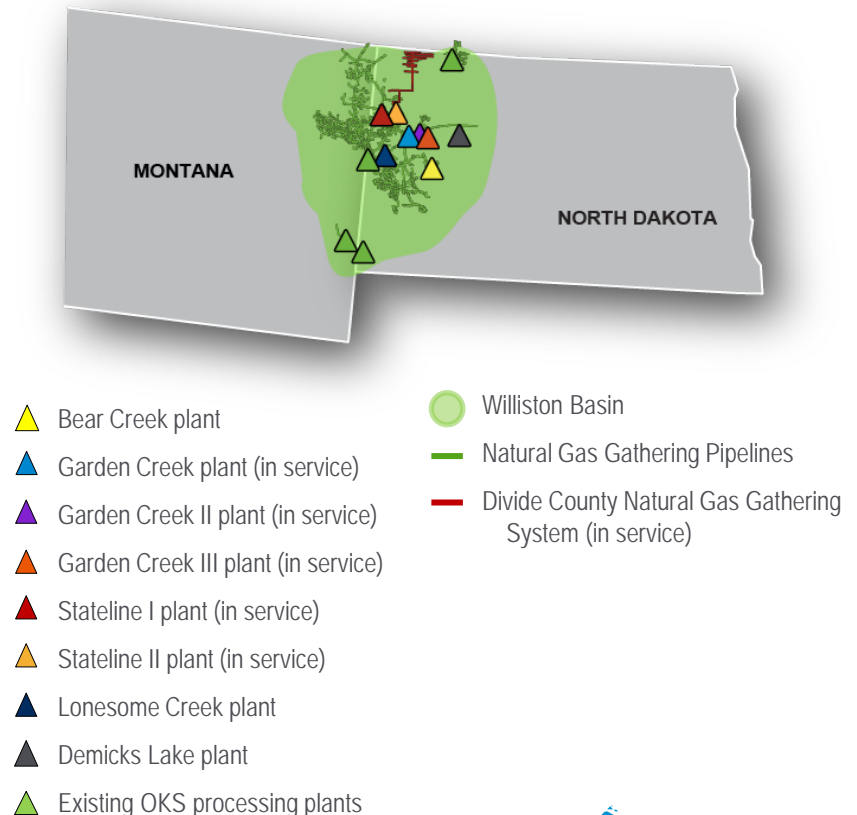 MONTANA
NORTH DAKOTA
Bear Creek plant
Garden Creek plant (in service)
Garden Creek II plant (in service)
Garden Creek III plant (in service)
Stateline I plant (in service)
Stateline II plant (in service)
Lonesome Creek plant
Demicks Lake plant
Existing OKS processing plants
Williston Basin
Natural Gas Gathering Pipelines
Divide County Natural Gas Gathering
System (in service)